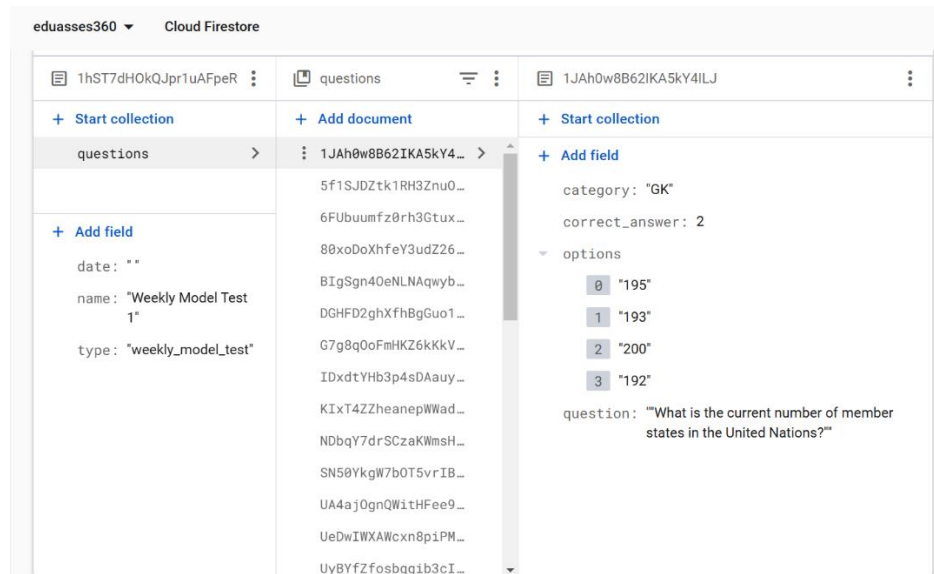 eduasses360 Cloud Firestore
1hST7dHOkQJpr1uAFpeR
+ Start collection
questions
+ Add field
date: " "
name: "Weekly Model Test
1"
type: "weekly_model_test"
questions
+ Add document
1JAh0w8B62IKA5kY4…
5f1SJDZtk1RH3ZnuO…
6FUbuumfz0rh3Gtux…
80xoDoXhfeY3udZ26…
BIgSgn4OeNLNAqwyb…
DGHFD2ghXfhBgGuo1…
G7g8qOoFmHKZ6kKkV…
IDxdtYHb3p4sDAauy…
KIxT4ZZheanepWWad…
NDbqY7drSCzaKWmsH…
SN50YkgW7bOT5vrIB…
UA4ajOgnQWitHFee9…
UeDwIWXAWcxn8piPM…
UyBYfZfosbqgib3cI…
1JAh0w8B62IKA5kY4ILJ
+ Start collection
+ Add field
category: "GK"
correct_answer: 2
options
0 "195"
1 "193"
2 "200"
3 "192"
question: ""What is the current number of member
states in the United Nations?""